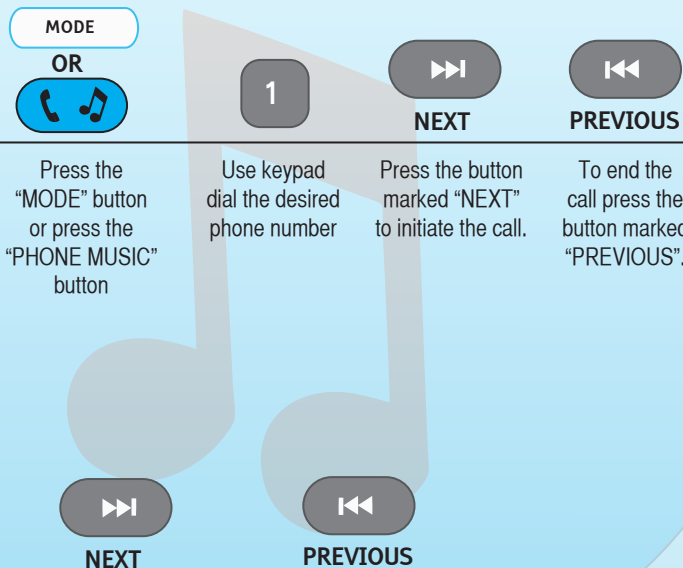 MODE
OR
1
NEXT
PREVIOUS
Press the
“MODE” button
or press the
“PHONE MUSIC”
button
Use keypad
dial the desired
phone number
Press the button
marked “NEXT”
to initiate the call.
To end the
call press the
button marked
“PREVIOUS”.
NEXT
PREVIOUS